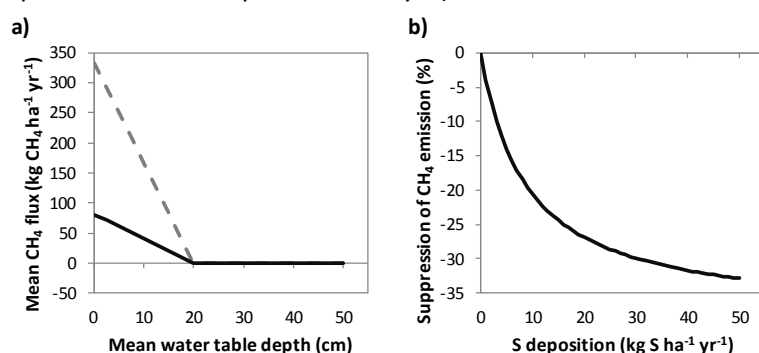 a)
Mean CH₄ flux (kg CH₄ ha⁻¹ yr⁻¹)
350
300
250
200
150
100
50
0
-50
0 10 20 30 40 50
Mean water table depth (cm)
b)
Suppression of CH₄ emission (%)
0
-5
-10
-15
-20
-25
-30
-35
0 10 20 30 40 50
S deposition (kg S ha⁻¹ yr⁻¹)